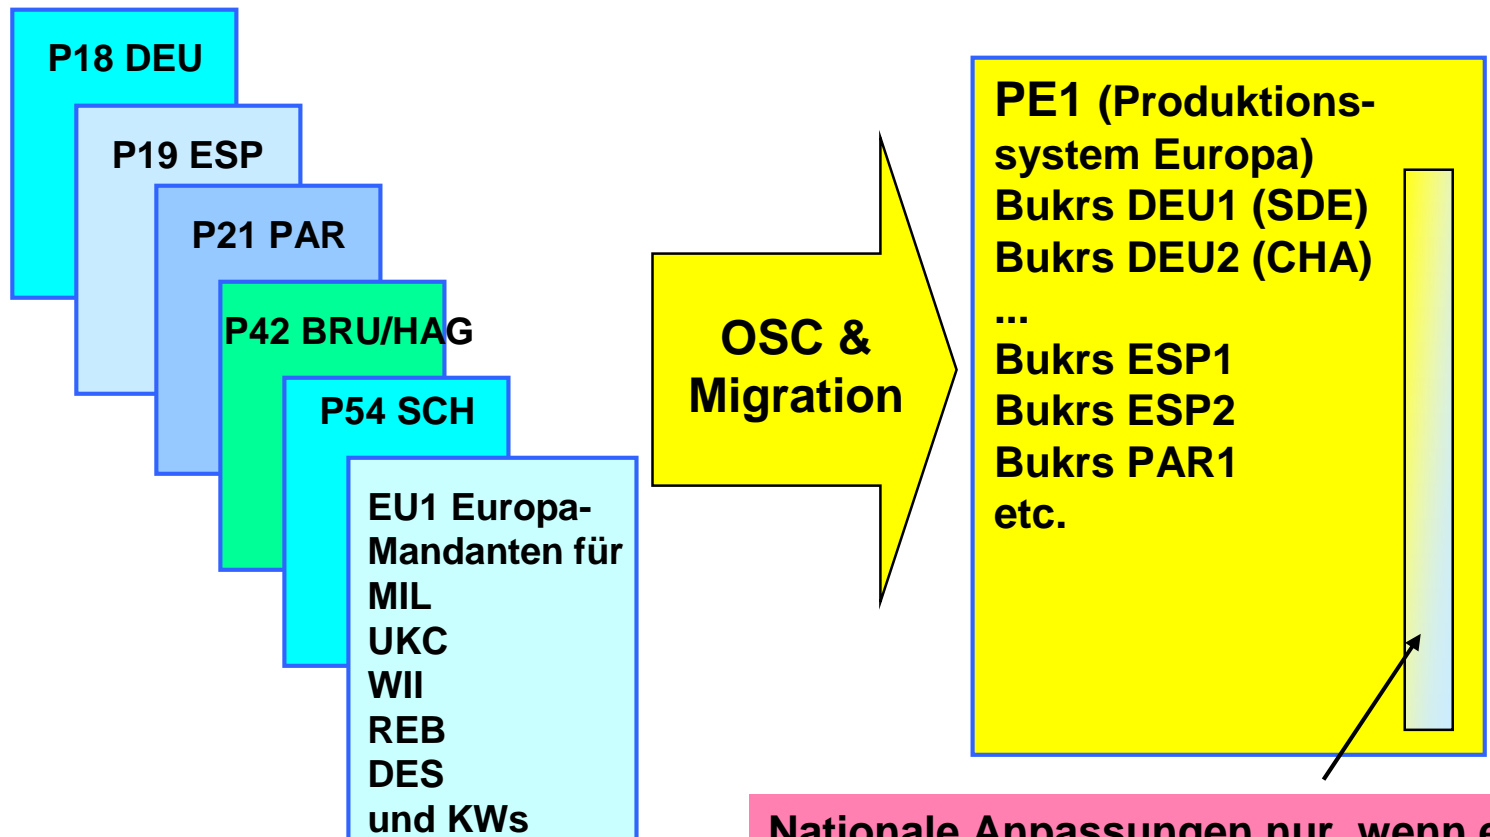 P18 DEU
P19 ESP
P21 PAR
P42 BRU/HAG
P54 SCH
EU1 Europa-
Mandanten für
MIL
UKC
WII
REB
DES
und KWs
OSC &
Migration
PE1 (Produktions-
system Europa)
Bukrs DEU1 (SDE)
Bukrs DEU2 (CHA)
...
Bukrs ESP1
Bukrs ESP2
Bukrs PAR1
etc.
Nationale Anpassungen nur, wenn